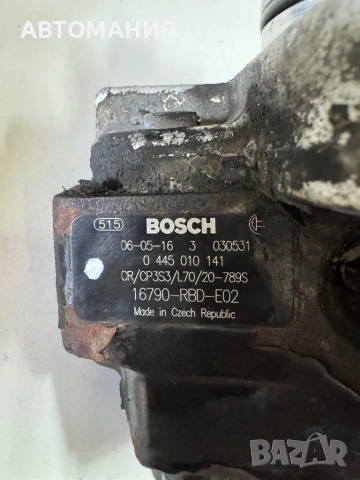 АВТОМАНИЯ
515 BOSCH
06-05-16 3 030531
0 445 010 141
CR/CP3S3/L70/20-789S
16790-RBD-E02
Made in Czech Republic
BAZAR